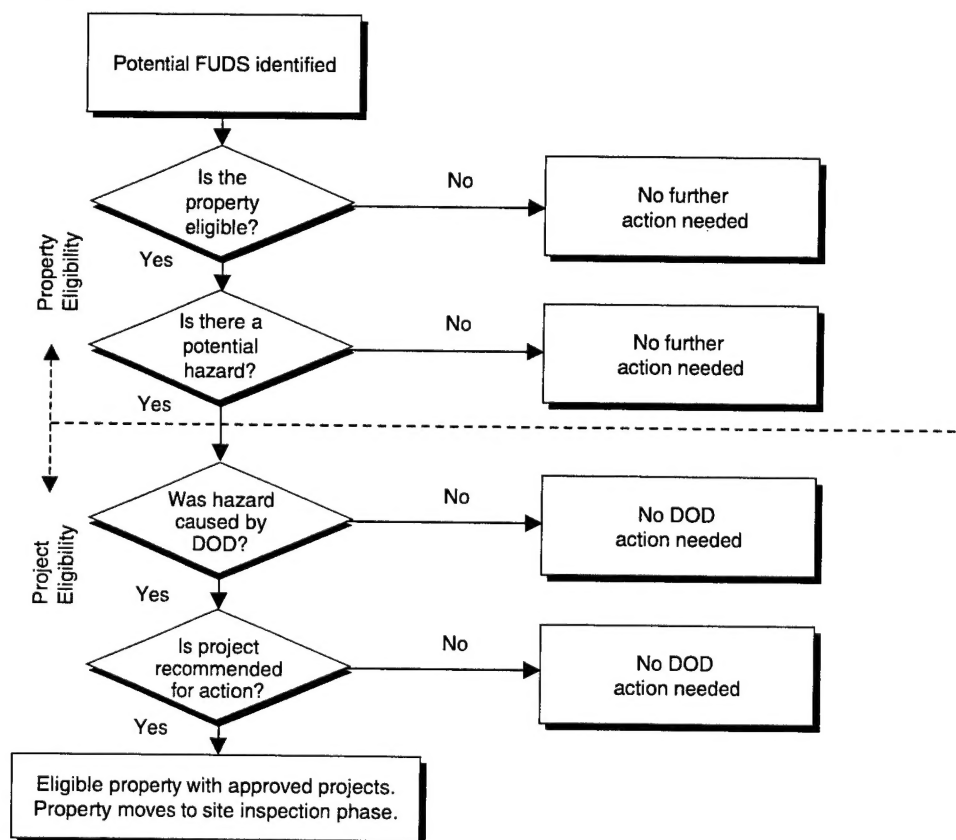 Potential FUDS identified
Is the
property
eligible?
No
No further
action needed
Yes
Property
Eligibility
Is there a
potential
hazard?
No
No further
action needed
Yes
Project
Eligibility
Was hazard
caused by
DOD?
No
No DOD
action needed
Yes
Is project
recommended
for action?
No
No DOD
action needed
Yes
Eligible property with approved projects.
Property moves to site inspection phase.